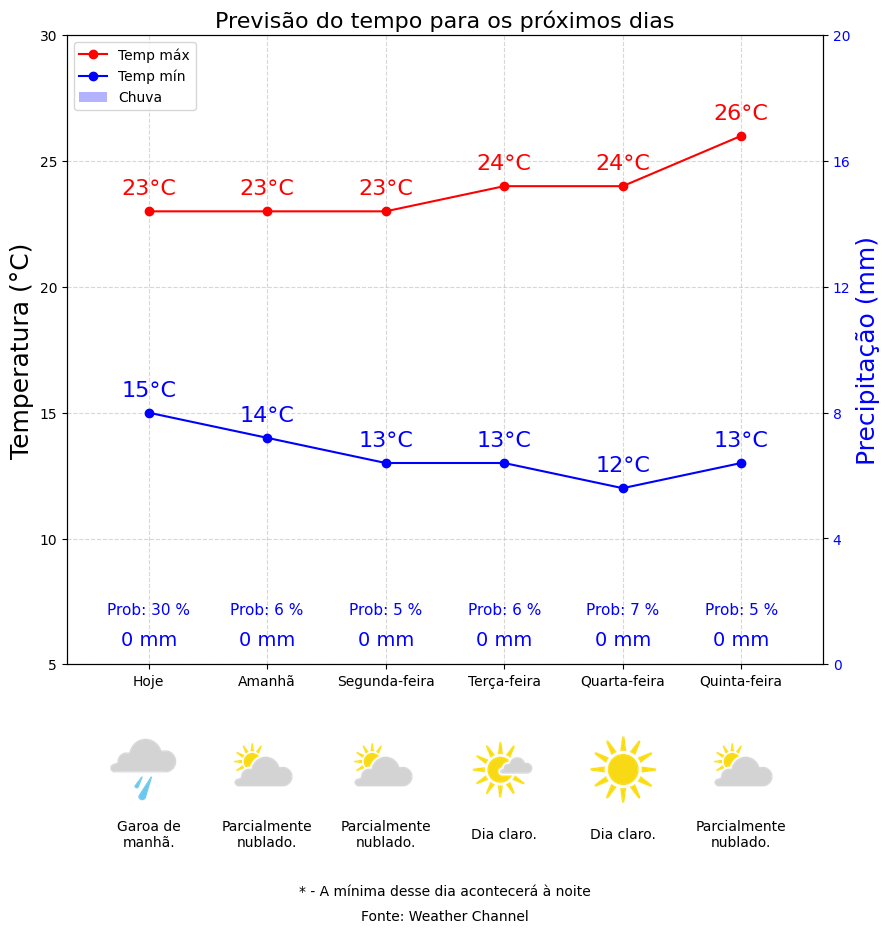 Previsão do tempo para os próximos dias
30
25
20
15
10
5
Temperatura (°C)
20
16
12
8
4
0
Precipitação (mm)
Temp máx
Temp mín
Chuva
23°C 23°C 23°C 24°C 24°C 26°C
15°C 14°C 13°C 13°C 12°C 13°C
Prob: 30 % Prob: 6 % Prob: 5 % Prob: 6 % Prob: 7 % Prob: 5 %
0 mm 0 mm 0 mm 0 mm 0 mm 0 mm
Hoje Amanhã Segunda-feira Terça-feira Quarta-feira Quinta-feira
Garoa de
manhã.
Parcialmente
nublado.
Parcialmente
nublado.
Dia claro.
Dia claro.
Parcialmente
nublado.
* - A mínima desse dia acontecerá à noite
Fonte: Weather Channel